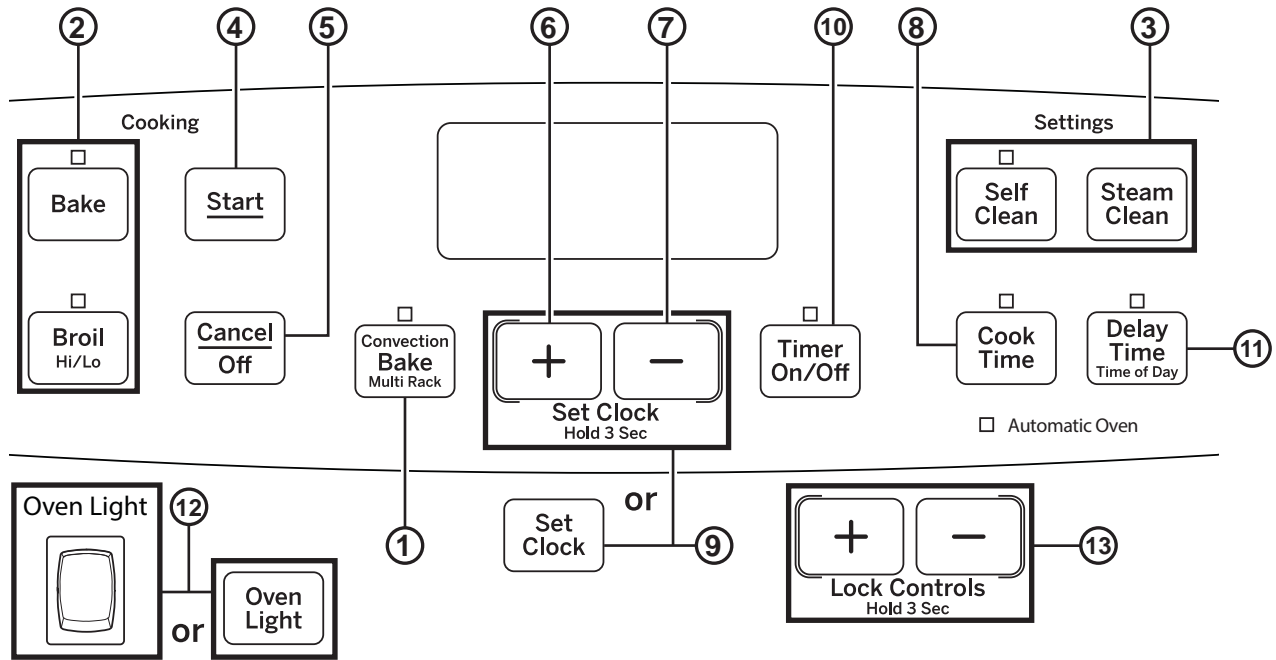 2 4 5 6 7 10 8 3
Cooking
Settings
Bake
Start
Self
Clean
Steam
Clean
Broil
Hi/Lo
Cancel
Off
Convection
Bake
Multi Rack
+ −
Set Clock
Hold 3 Sec
Timer
On/Off
Cook
Time
Delay
Time
Time of Day
11
Automatic Oven
Oven Light
12
or
Oven
Light
1
Set
Clock
or
9
+ −
Lock Controls
Hold 3 Sec
13